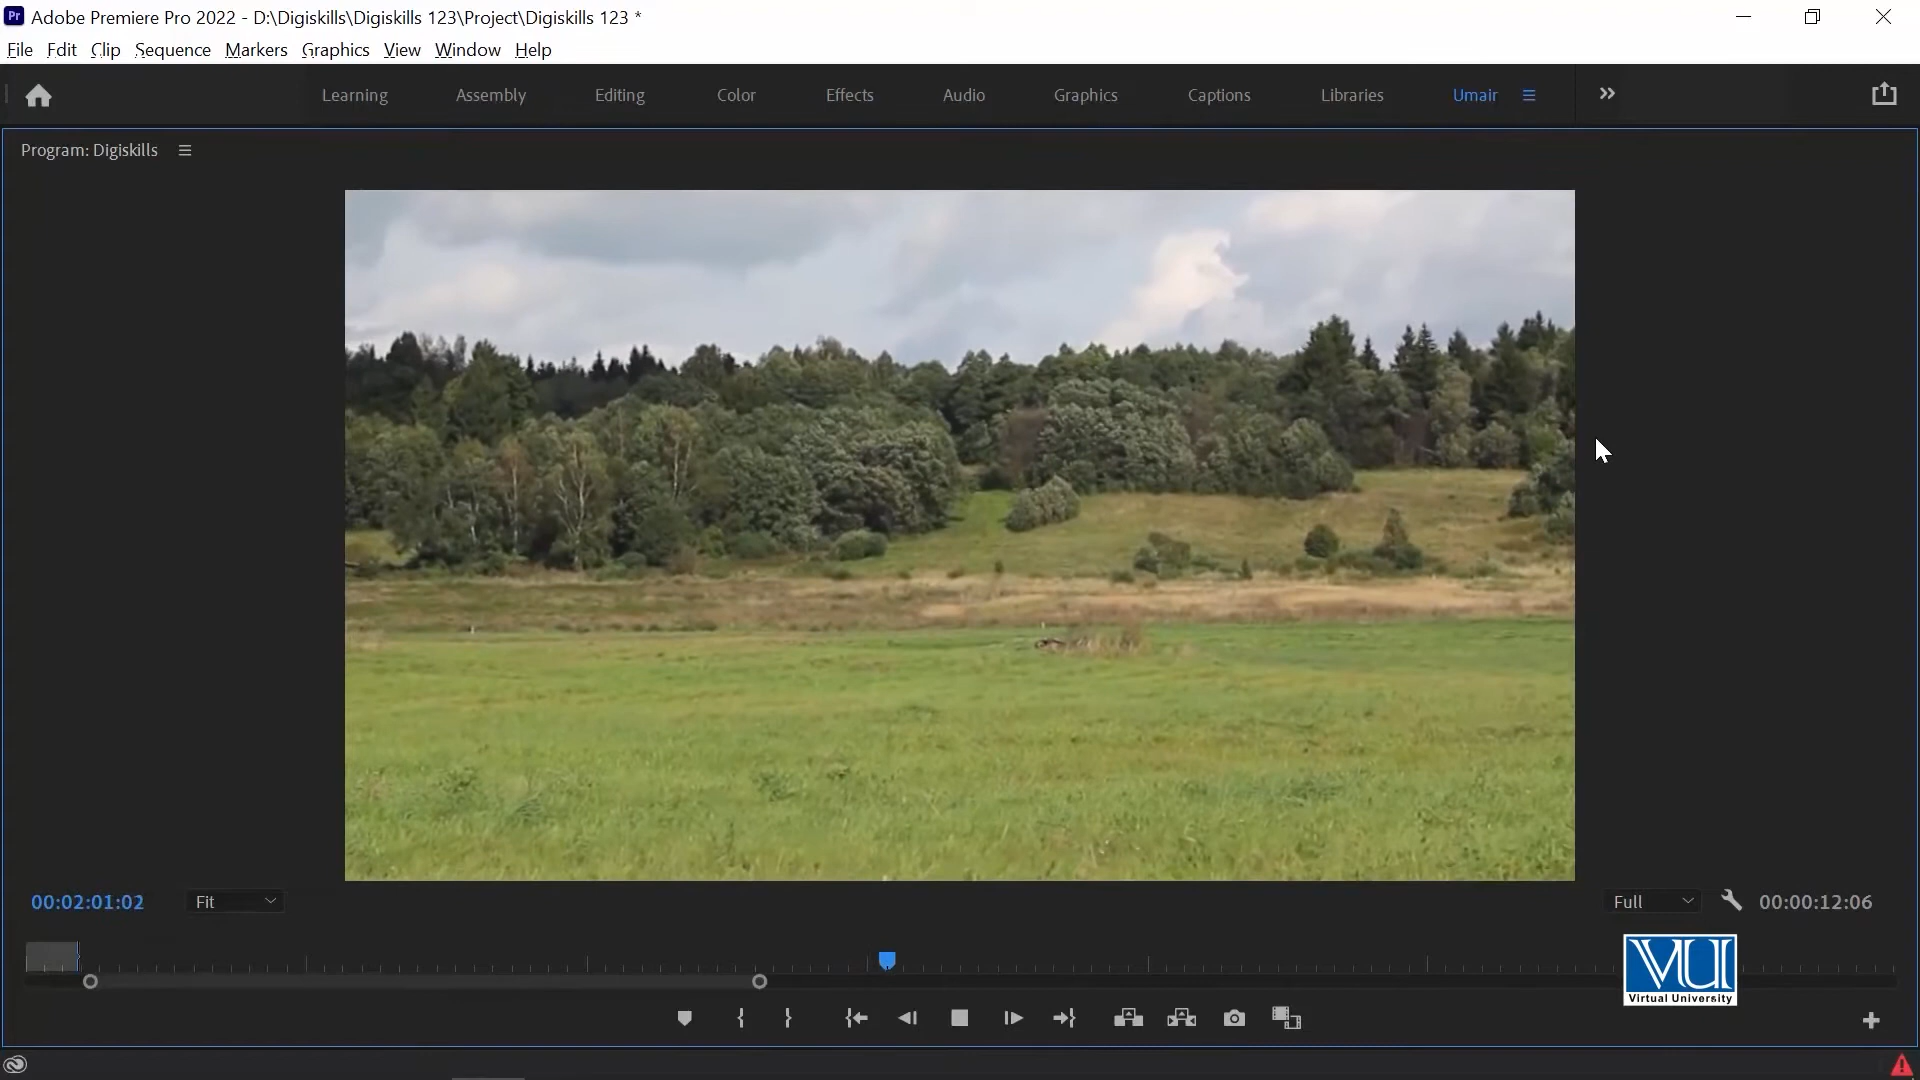 Pr Adobe Premiere Pro 2022 - D:\Digiskills\Digiskills 123\Project\Digiskills 123 *
File Edit Clip Sequence Markers Graphics View Window Help
Learning Assembly Editing Color Effects Audio Graphics Captions Libraries Umair
Program: Digiskills
00:02:01:02 Fit Full 00:00:12:06
VU
Virtual University